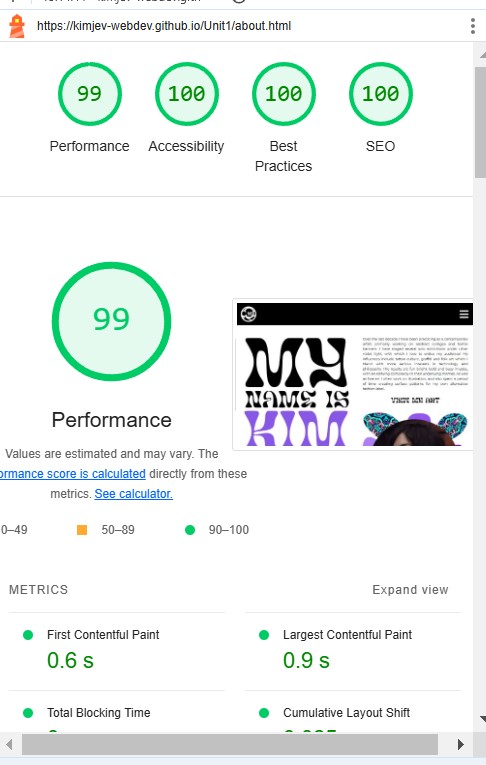 https://kimjev-webdev.github.io/Unit1/about.html
99
100
100
100
Performance
Accessibility
Best
Practices
SEO
99
Performance
Values are estimated and may vary. The
ormance score is calculated directly from these
metrics. See calculator.
0–49
50–89
90–100
MY
NAME IS
KIM
METRICS
Expand view
First Contentful Paint
0.6 s
Largest Contentful Paint
0.9 s
Total Blocking Time
Cumulative Layout Shift